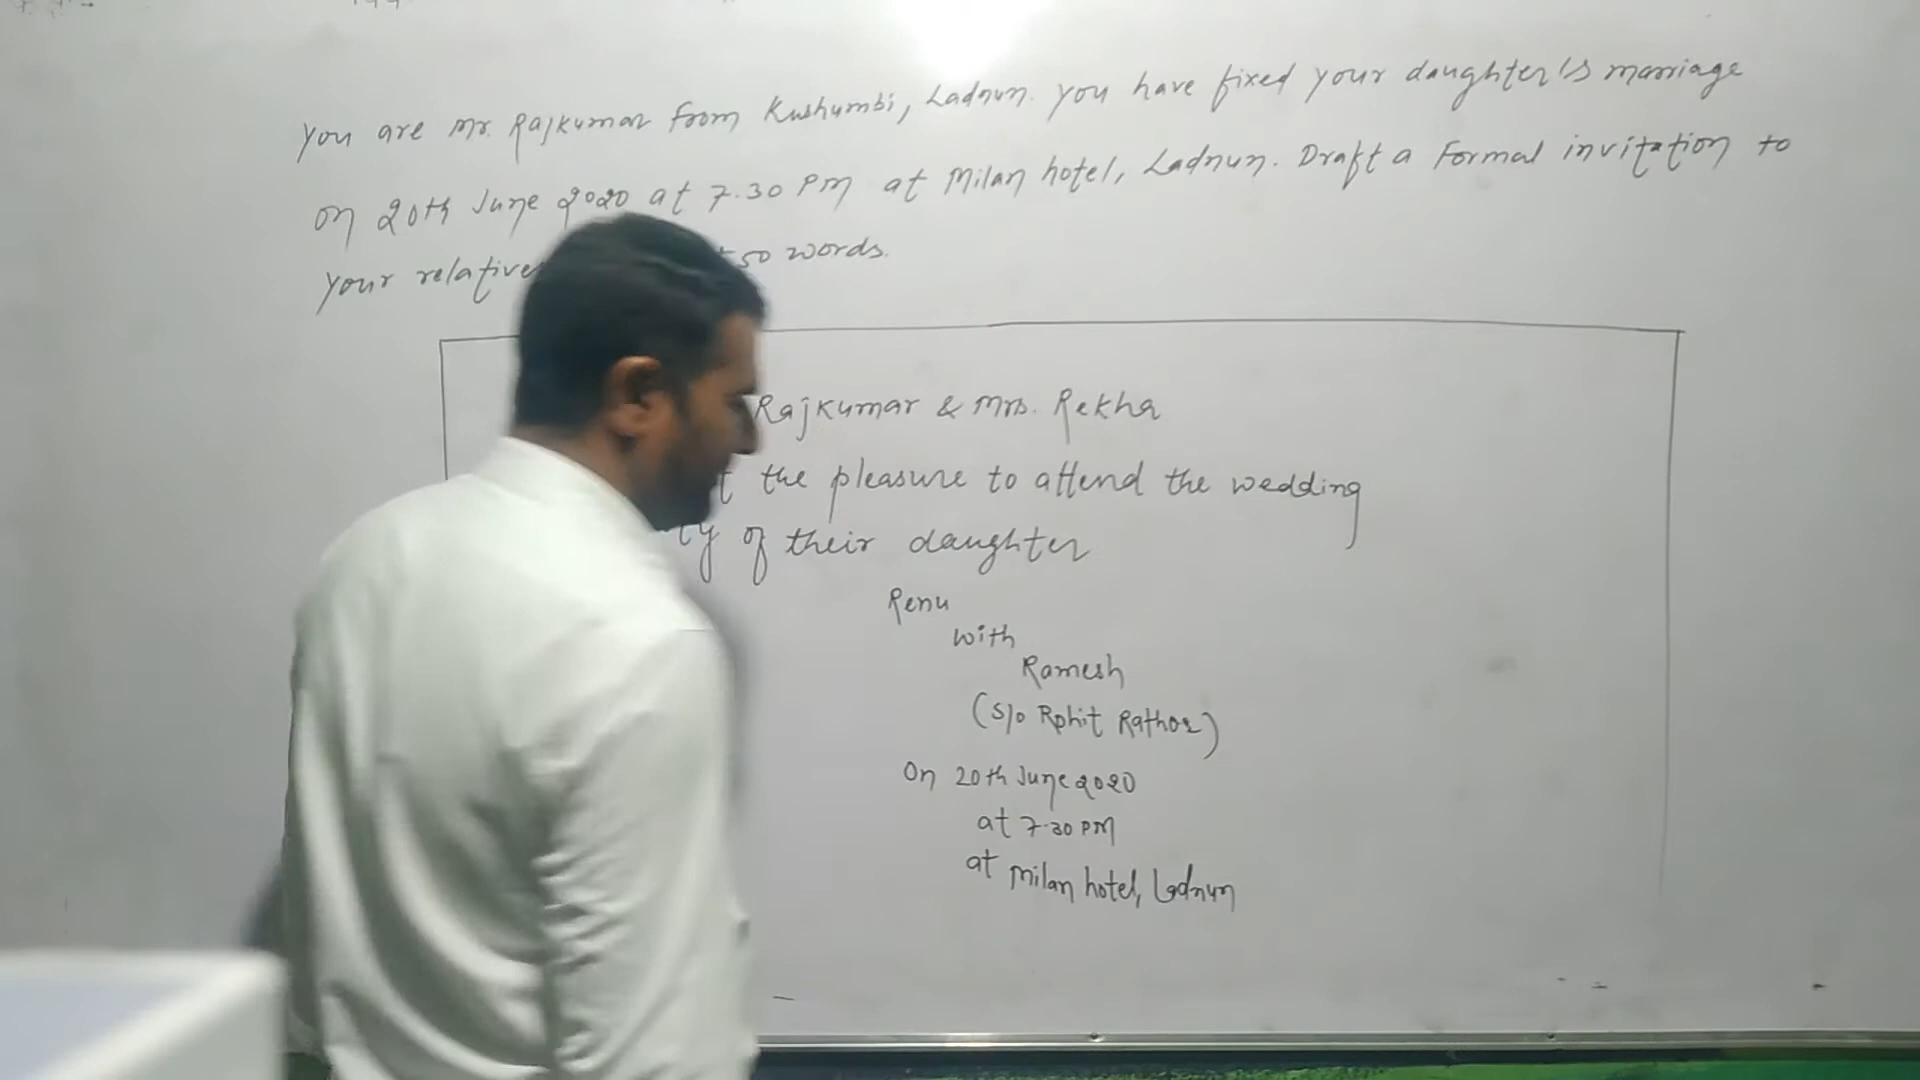 You are Mr. Rajkumar from Kushumbi, Ladnun. You have fixed your daughter's marriage
on 20th June 2020 at 7.30 PM at Milan hotel, Ladnun. Draft a Formal invitation to
your relative 50 words.
Rajkumar & Mrs. Rekha
the pleasure to attend the wedding
of their daughter
Renu
with
Ramesh
(S/o Rohit Rathor)
On 20th June 2020
at 7.30 PM
at Milan hotel, Ladnun